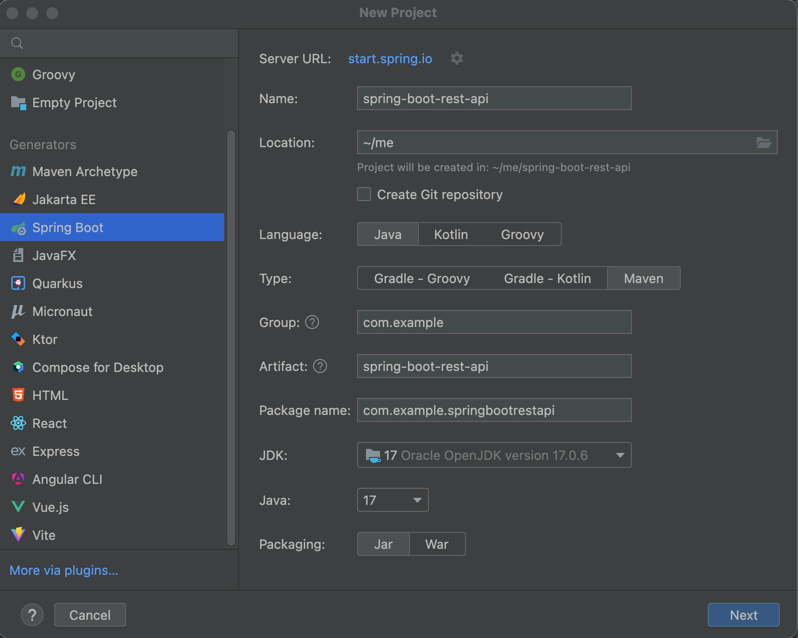 New Project
Groovy
Empty Project
Generators
Maven Archetype
Jakarta EE
Spring Boot
JavaFX
Quarkus
Micronaut
Ktor
Compose for Desktop
HTML
React
ex Express
Angular CLI
Vue.js
Vite
More via plugins...
Server URL: start.spring.io
Name: spring-boot-rest-api
Location: ~/me
Project will be created in: ~/me/spring-boot-rest-api
Create Git repository
Language: Java Kotlin Groovy
Type: Gradle - Groovy Gradle - Kotlin Maven
Group: ? com.example
Artifact: ? spring-boot-rest-api
Package name: com.example.springbootrestapi
JDK: 17 Oracle OpenJDK version 17.0.6
Java: 17
Packaging: Jar War
? Cancel Next